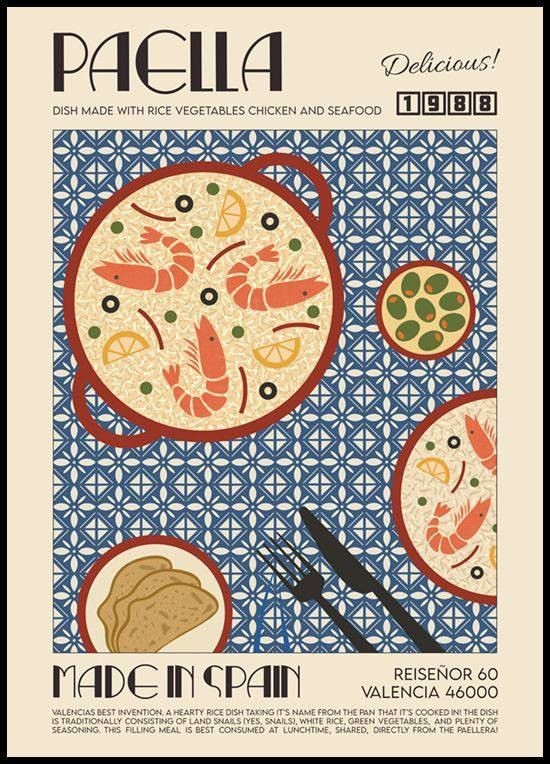 PAELLA
Delicious!
1988
DISH MADE WITH RICE VEGETABLES CHICKEN AND SEAFOOD
MADE IN SPAIN
REISEÑOR 60
VALENCIA 46000
VALENCIAS BEST INVENTION. A HEARTY RICE DISH TAKING IT'S NAME FROM THE PAN THAT IT'S COOKED IN! THE DISH
IS TRADITIONALLY CONSISTING OF LAND SNAILS (YES, SNAILS), WHITE RICE, GREEN VEGETABLES, AND PLENTY OF
SEASONING. THIS FILLING MEAL IS BEST CONSUMED AT LUNCHTIME, SHARED, DIRECTLY FROM THE PAELLERA!